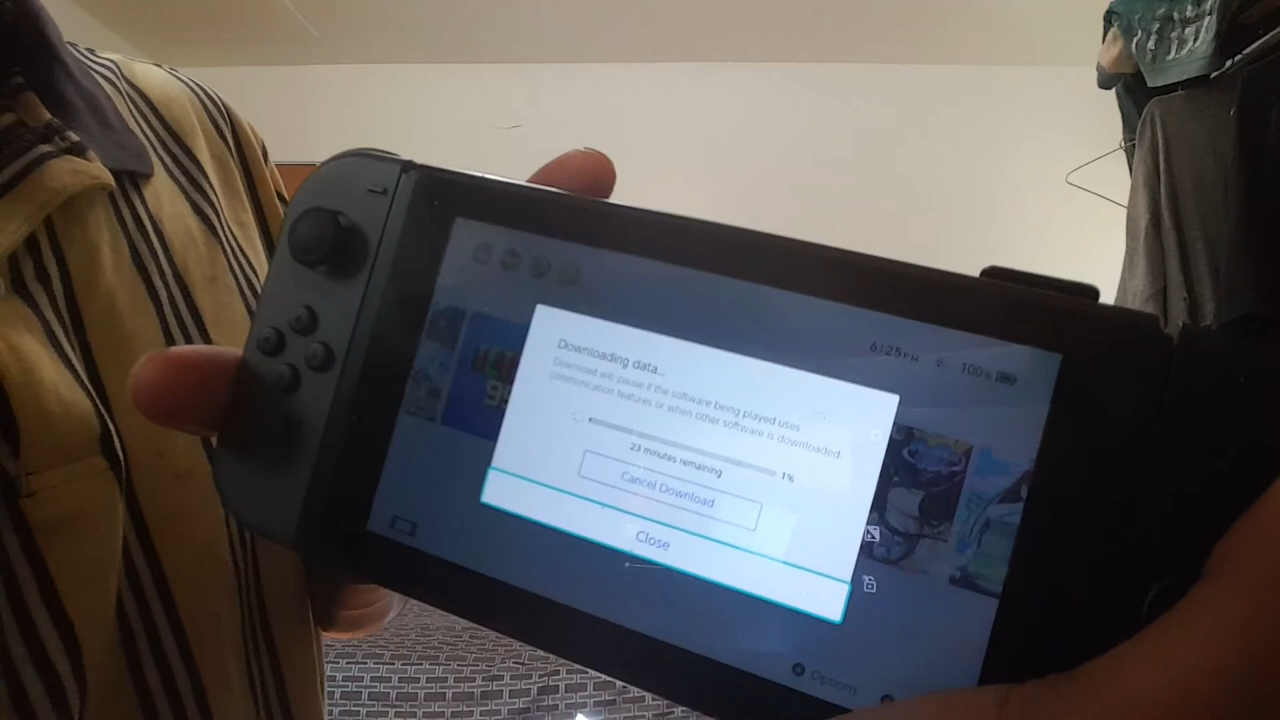 6:25PM 100%
Downloading data...
Download will pause if the software being played uses
communication features or when other software is downloaded.
1%
23 minutes remaining
Cancel Download
Close
Options